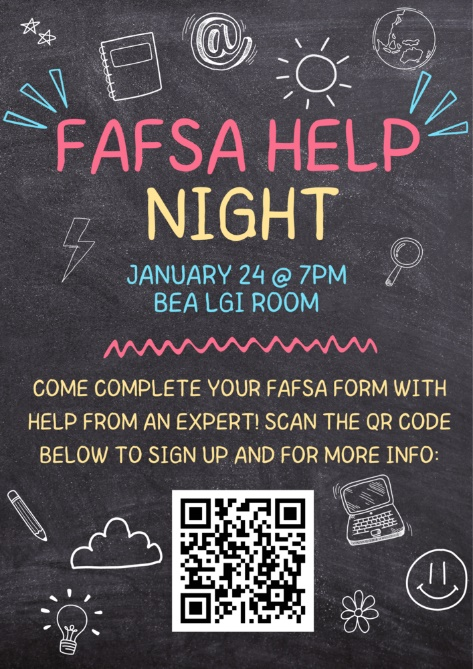 FAFSA HELP
NIGHT
JANUARY 24 @ 7PM
BEA LGI ROOM
COME COMPLETE YOUR FAFSA FORM WITH
HELP FROM AN EXPERT! SCAN THE QR CODE
BELOW TO SIGN UP AND FOR MORE INFO: